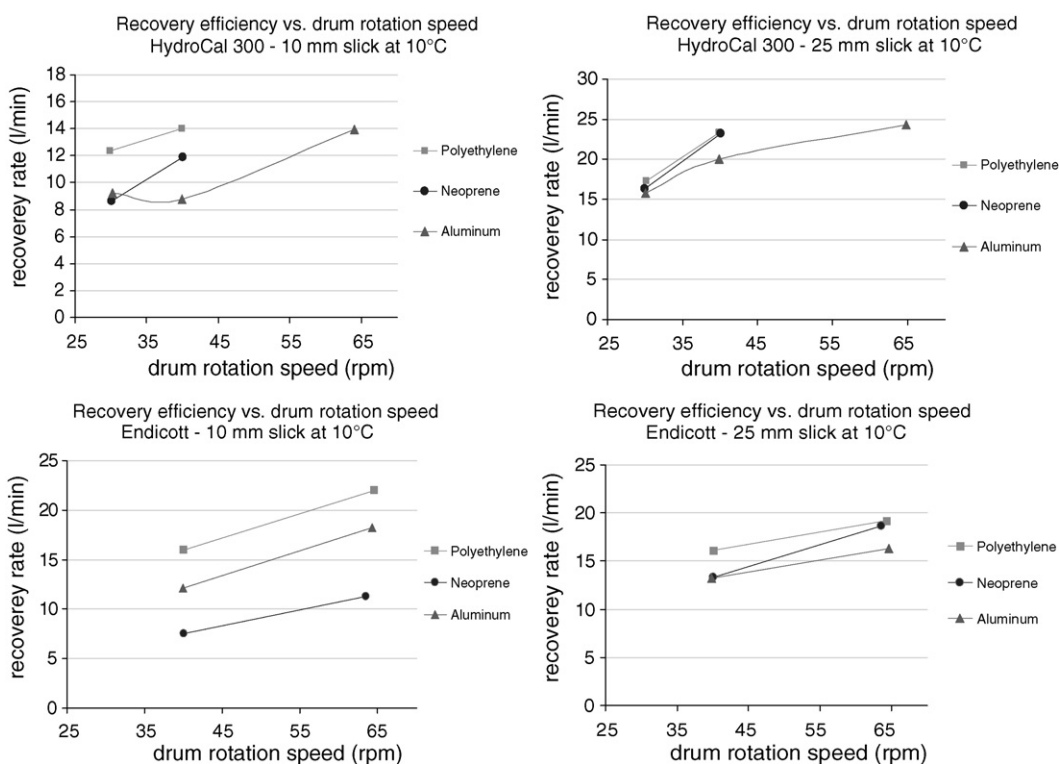 Recovery efficiency vs. drum rotation speed
HydroCal 300 - 10 mm slick at 10°C
recoverey rate (l/min)
18
16
14
12
10
8
6
4
2
0
25 35 45 55 65
drum rotation speed (rpm)
Polyethylene
Neoprene
Aluminum
Recovery efficiency vs. drum rotation speed
HydroCal 300 - 25 mm slick at 10°C
recoverey rate (l/min)
30
25
20
15
10
5
0
25 35 45 55 65
drum rotation speed (rpm)
Polyethylene
Neoprene
Aluminum
Recovery efficiency vs. drum rotation speed
Endicott - 10 mm slick at 10°C
recoverey rate (l/min)
25
20
15
10
5
0
25 35 45 55 65
drum rotation speed (rpm)
Polyethylene
Neoprene
Aluminum
Recovery efficiency vs. drum rotation speed
Endicott - 25 mm slick at 10°C
recoverey rate (l/min)
25
20
15
10
5
0
25 35 45 55 65
drum rotation speed (rpm)
Polyethylene
Neoprene
Aluminum